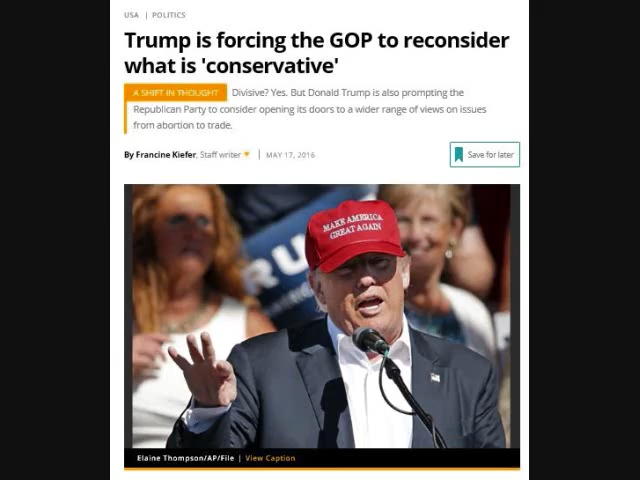 USA | POLITICS
Trump is forcing the GOP to reconsider
what is 'conservative'
A SHIFT IN THOUGHT Divisive? Yes. But Donald Trump is also prompting the
Republican Party to consider opening its doors to a wider range of views on issues
from abortion to trade.
By Francine Kiefer, Staff writer | MAY 17, 2016
Save for later
MAKE AMERICA
GREAT AGAIN
RU
Elaine Thompson/AP/File | View Caption